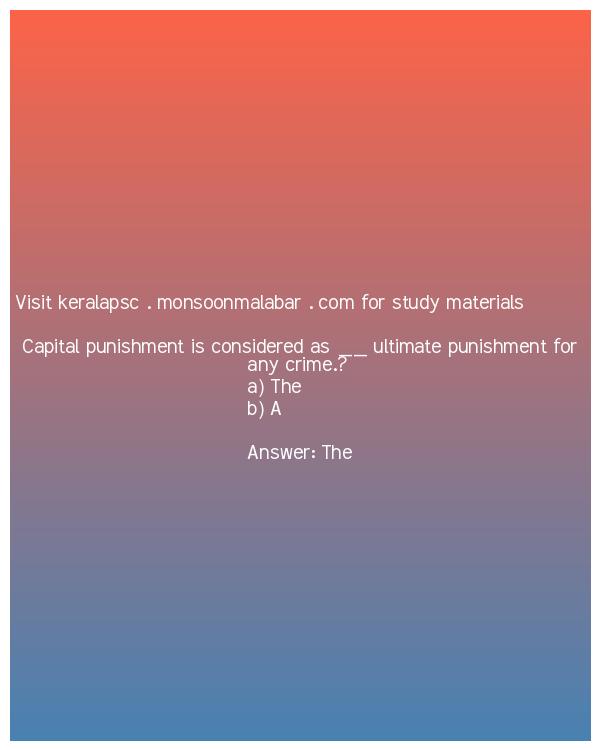 Visit keralapsc . monsoonmalabar . com for study materials
Capital punishment is considered as __ ultimate punishment for
any crime.?
a) The
b) A
Answer: The